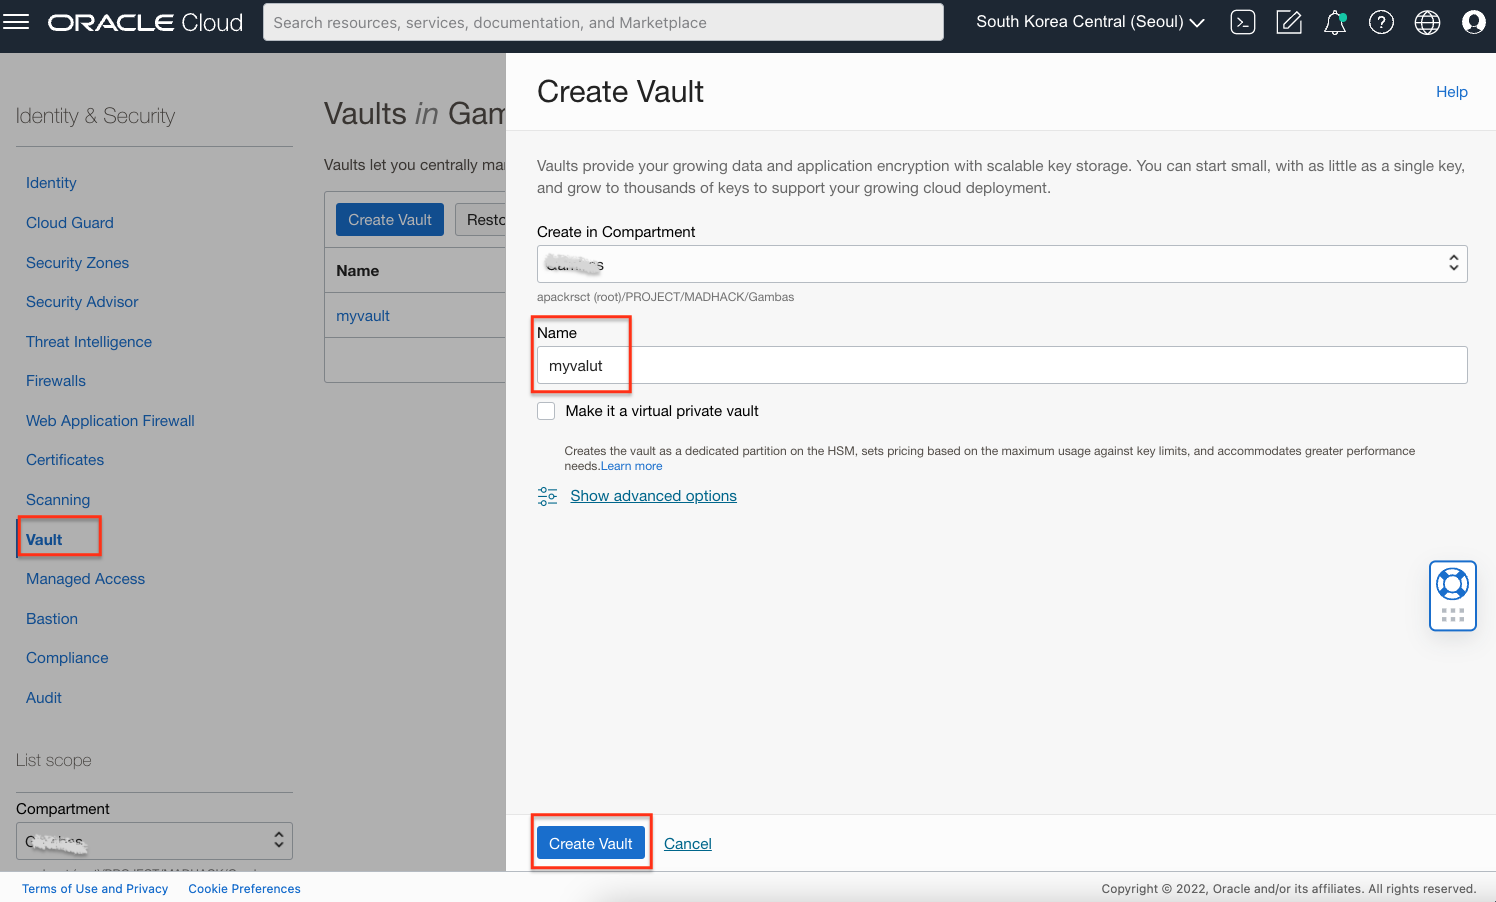 ORACLE Cloud
Search resources, services, documentation, and Marketplace
South Korea Central (Seoul)
Identity & Security
Identity
Cloud Guard
Security Zones
Security Advisor
Threat Intelligence
Firewalls
Web Application Firewall
Certificates
Scanning
Vault
Managed Access
Bastion
Compliance
Audit
List scope
Compartment
Vaults in Gam
Vaults let you centrally ma
Create Vault
Resto
Name
myvault
Create Vault
Help
Vaults provide your growing data and application encryption with scalable key storage. You can start small, with as little as a single key,
and grow to thousands of keys to support your growing cloud deployment.
Create in Compartment
apackrsct (root)/PROJECT/MADHACK/Gambas
Name
myvalut
Make it a virtual private vault
Creates the vault as a dedicated partition on the HSM, sets pricing based on the maximum usage against key limits, and accommodates greater performance
needs.Learn more
Show advanced options
Create Vault
Cancel
Terms of Use and Privacy
Cookie Preferences
Copyright © 2022, Oracle and/or its affiliates. All rights reserved.